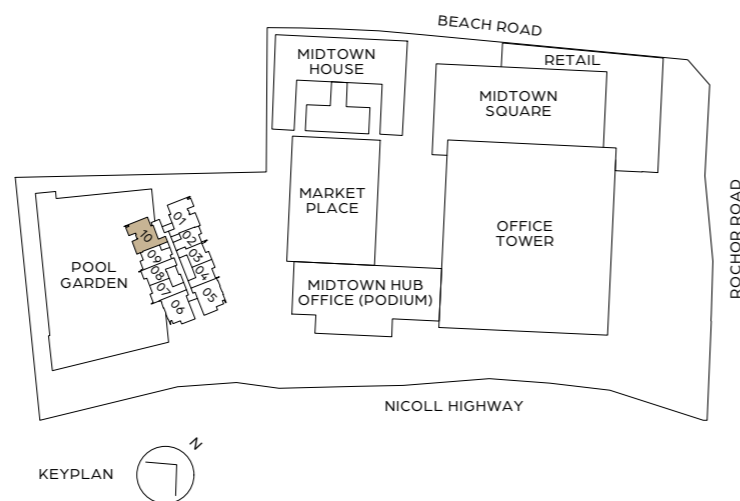 BEACH ROAD
MIDTOWN
HOUSE
RETAIL
MIDTOWN
SQUARE
MARKET
PLACE
OFFICE
TOWER
ROCHOR ROAD
01
02
03
04
05
10
09
08
07
06
POOL
GARDEN
MIDTOWN HUB
OFFICE (PODIUM)
NICOLL HIGHWAY
KEYPLAN
N